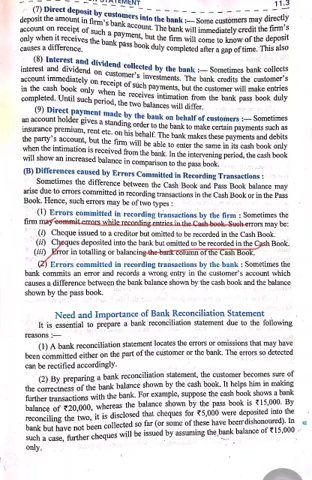 STATEMENT 11.3
(7) Direct deposit by customers into the bank :— Some customers may directly
deposit the amount in firm's bank account. The bank will immediately credit the firm's
account on receipt of such a payment, but the firm will come to know of the deposit
only when it receives the bank pass book duly completed after a gap of time. This also
causes a difference.
(8) Interest and dividend collected by the bank :— Sometimes bank collects
interest and dividend on customer's investments. The bank credits the customer's
account immediately on receipt of such payments, but the customer will make entries
in the cash book only when he receives intimation from the bank pass book duly
completed. Until such period, the two balances will differ.
(9) Direct payment made by the bank on behalf of customers :— Sometimes
an account holder gives a standing order to the bank to make certain payments such as
insurance premium, rent etc. on his behalf. The bank makes these payments and debits
the party's account, but the firm will be able to enter the same in its cash book only
when the intimation is received from the bank. In the intervening period, the cash book
will show an increased balance in comparison to the pass book.
(B) Differences caused by Errors Committed in Recording Transactions :
Sometimes the difference between the Cash Book and Pass Book balance may
arise due to errors committed in recording transactions in the Cash Book or in the Pass
Book. Hence, such errors may be of two types :
(1) Errors committed in recording transactions by the firm : Sometimes the
firm may commit errors while recording entries in the Cash book. Such errors may be:
(i) Cheque issued to a creditor but omitted to be recorded in the Cash Book.
(ii) Cheques deposited into the bank but omitted to be recorded in the Cash Book.
(iii) Error in totalling or balancing the bank column of the Cash Book.
(2) Errors committed in recording transactions by the bank : Sometimes the
bank commits an error and records a wrong entry in the customer's account which
causes a difference between the bank balance shown by the cash book and the balance
shown by the pass book.
Need and Importance of Bank Reconciliation Statement
It is essential to prepare a bank reconciliation statement due to the following
reasons :—
(1) A bank reconciliation statement locates the errors or omissions that may have
been committed either on the part of the customer or the bank. The errors so detected
can be rectified accordingly.
(2) By preparing a bank reconciliation statement, the customer becomes sure of
the correctness of the bank balance shown by the cash book. It helps him in making
further transactions with the bank. For example, suppose the cash book shows a bank
balance of ₹20,000, whereas the balance shown by the pass book is ₹15,000. By
reconciling the two, it is disclosed that cheques for ₹5,000 were deposited into the
bank but have not been collected so far (or some of these have been dishonoured). In
such a case, further cheques will be issued by assuming the bank balance of ₹15,000
only.